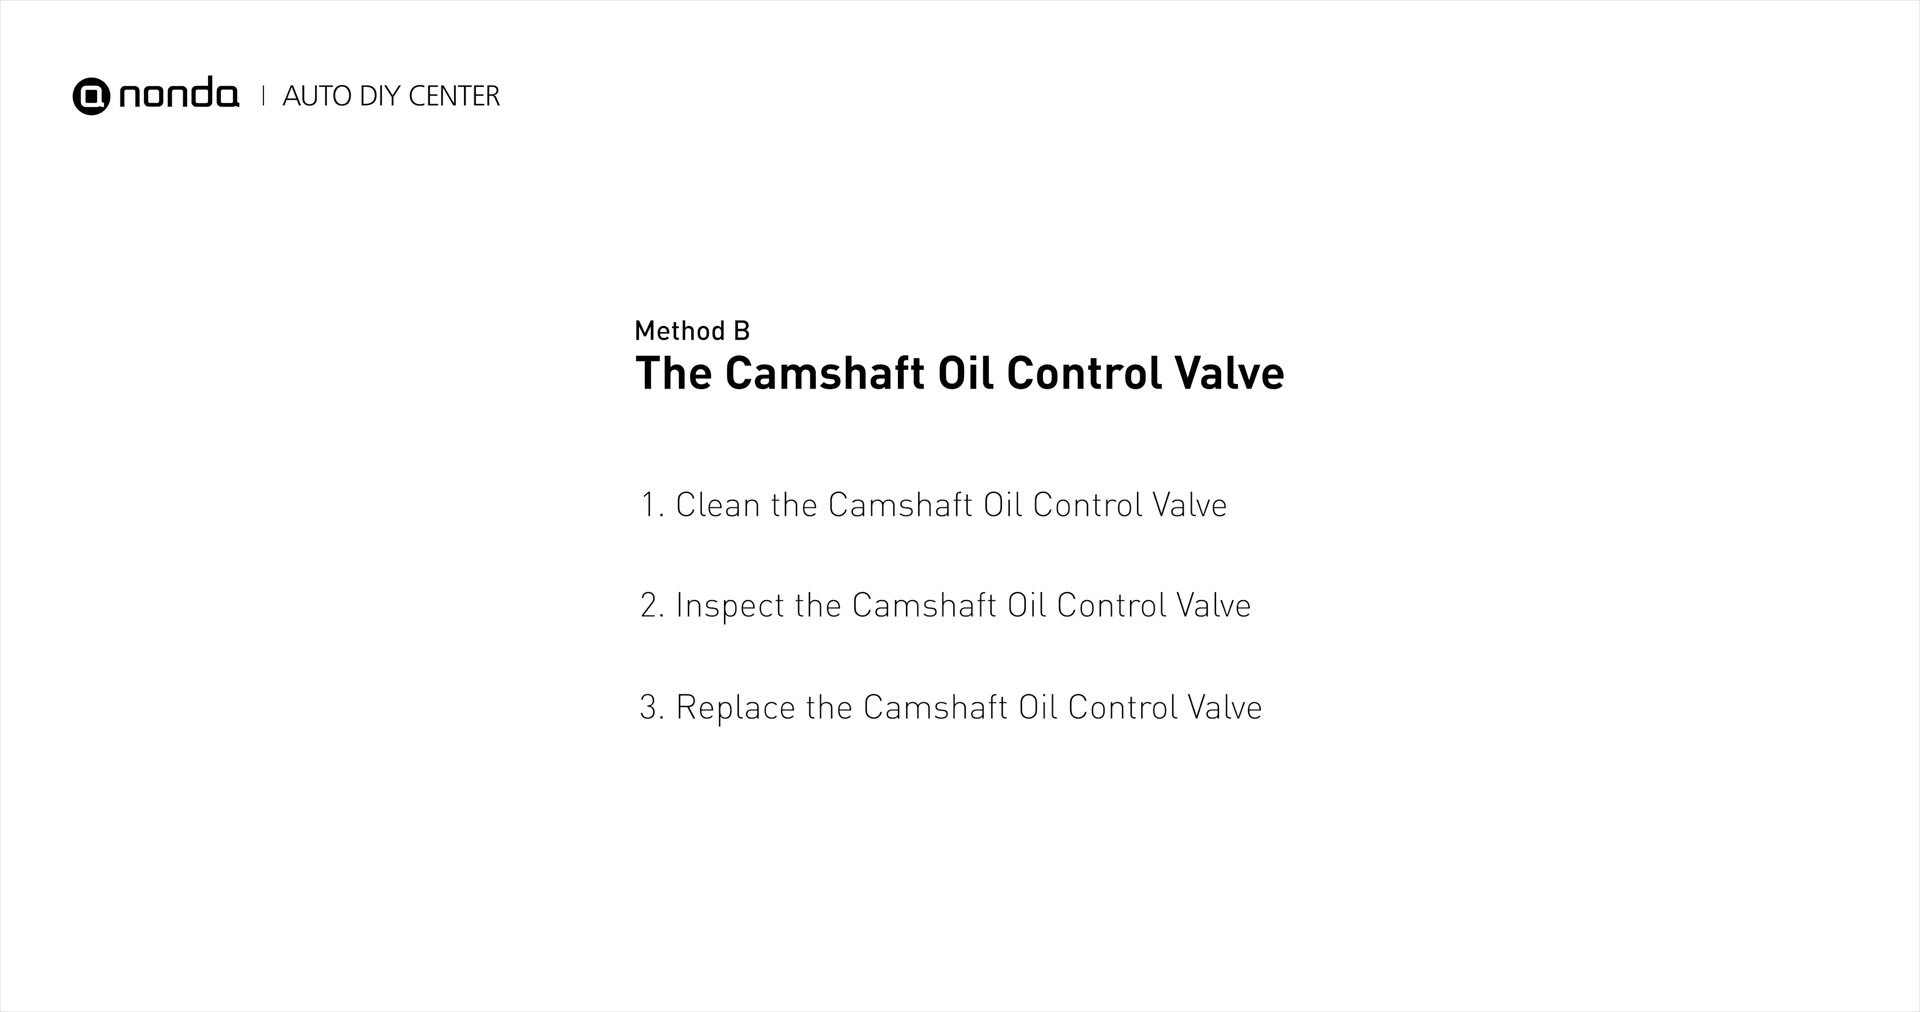 nonda | AUTO DIY CENTER
Method B
The Camshaft Oil Control Valve
1. Clean the Camshaft Oil Control Valve
2. Inspect the Camshaft Oil Control Valve
3. Replace the Camshaft Oil Control Valve